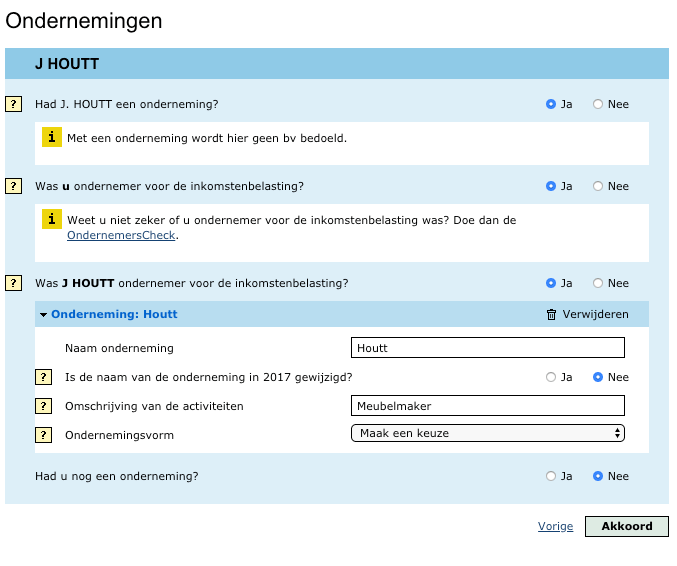 Ondernemingen
J HOUTT
? Had J. HOUTT een onderneming? Ja Nee
i Met een onderneming wordt hier geen bv bedoeld.
? Was u ondernemer voor de inkomstenbelasting? Ja Nee
i Weet u niet zeker of u ondernemer voor de inkomstenbelasting was? Doe dan de
OndernemersCheck.
? Was J HOUTT ondernemer voor de inkomstenbelasting? Ja Nee
Onderneming: Houtt Verwijderen
Naam onderneming Houtt
? Is de naam van de onderneming in 2017 gewijzigd? Ja Nee
? Omschrijving van de activiteiten Meubelmaker
? Ondernemingsvorm Maak een keuze
Had u nog een onderneming? Ja Nee
Vorige Akkoord